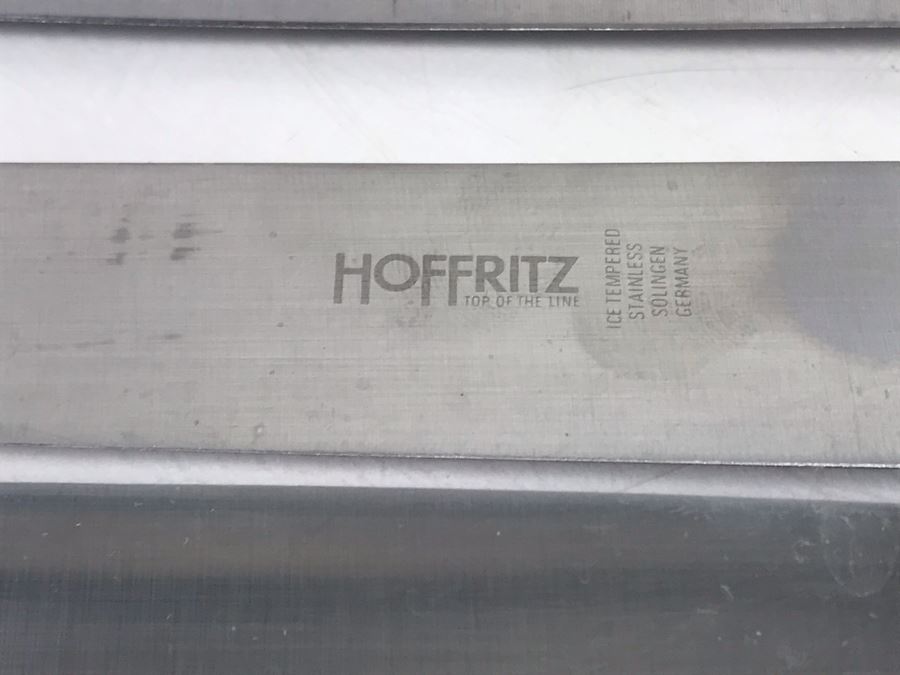 HOFFRITZ
TOP OF THE LINE
ICE TEMPERED
STAINLESS
SOLINGEN
GERMANY